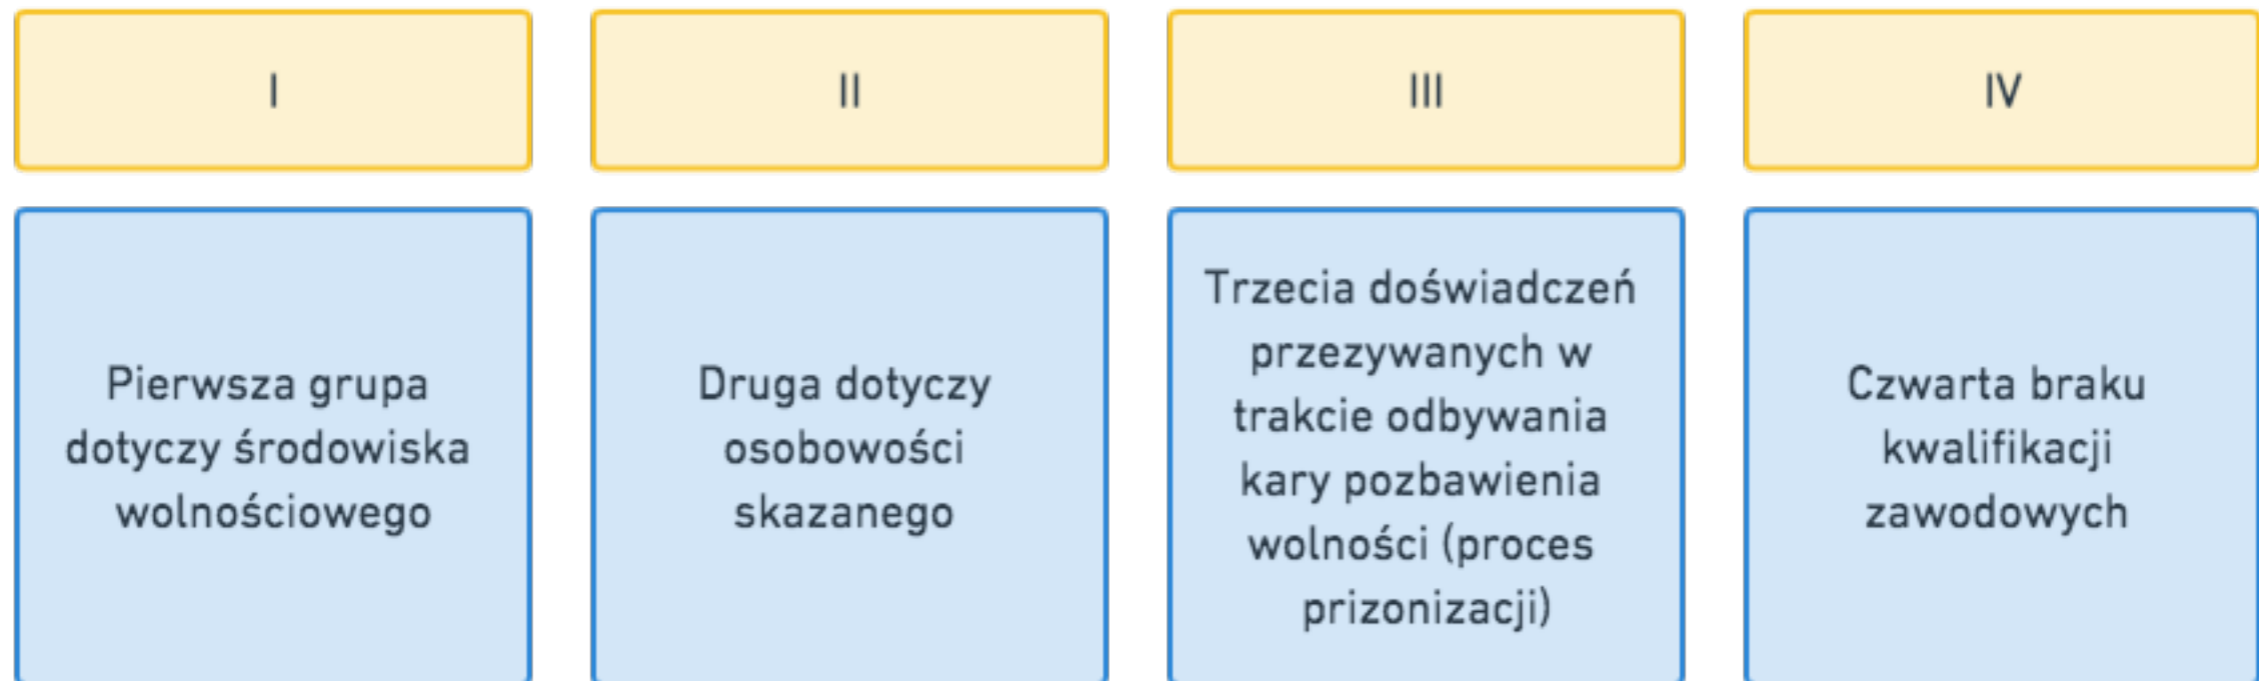 I
II
III
IV
Pierwsza grupa
dotyczy środowiska
wolnościowego
Druga dotyczy
osobowości
skazanego
Trzecia doświadczeń
przezywanych w
trakcie odbywania
kary pozbawienia
wolności (proces
prizonizacji)
Czwarta braku
kwalifikacji
zawodowych